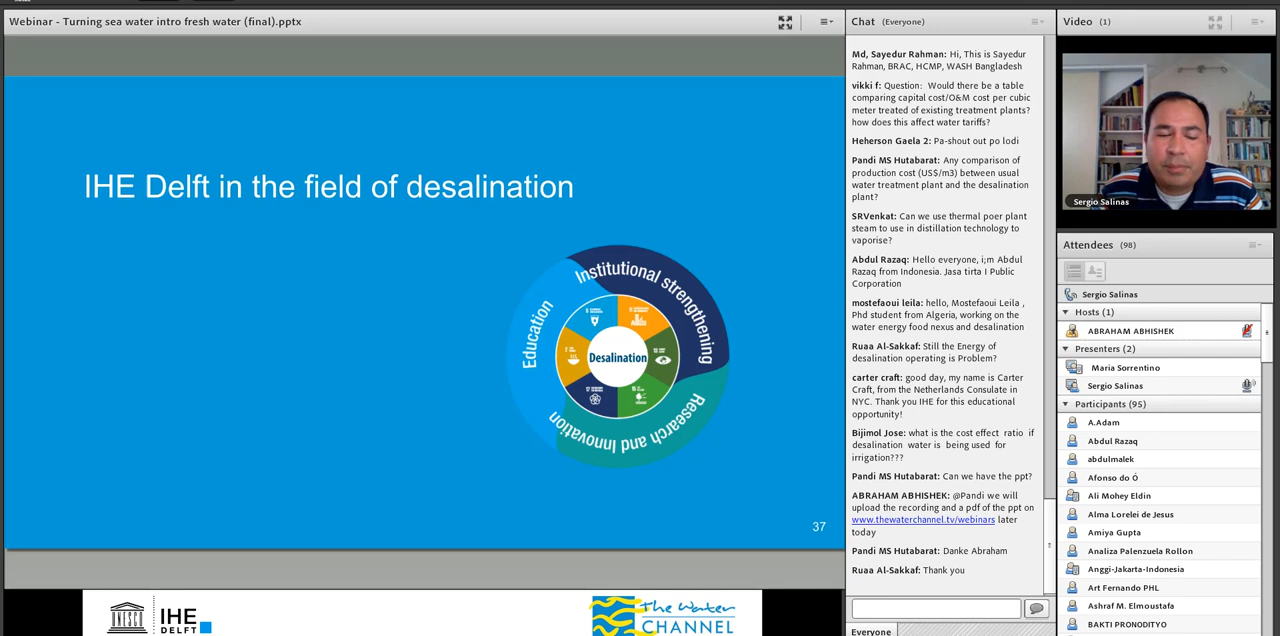 Webinar - Turning sea water intro fresh water (final).pptx
IHE Delft in the field of desalination
Institutional strengthening
Education
Desalination
Research and Innovation
37
UNESCO
IHE
DELFT
The Water
CHANNEL
Chat (Everyone)
Md, Sayedur Rahman: Hi, This is Sayedur
Rahman, BRAC, HCMP, WASH Bangladesh
vikki f: Question: Would there be a table
comparing capital cost/O&M cost per cubic
meter treated of existing treatment plants?
how does this affect water tariffs?
Heherson Gaela 2: Pa-shout out po lodi
Pandi MS Hutabarat: Any comparison of
production cost (US$/m3) between usual
water treatment plant and the desalination
plant?
SRVenkat: Can we use thermal poer plant
steam to use in distillation technology to
vaporise?
Abdul Razaq: Hello everyone, i;m Abdul
Razaq from Indonesia. Jasa tirta I Public
Corporation
mostefaoui leila: hello, Mostefaoui Leila ,
Phd student from Algeria, working on the
water energy food nexus and desalination
Ruaa Al-Sakkaf: Still the Energy of
desalination operating is Problem?
carter craft: good day, my name is Carter
Craft, from the Netherlands Consulate in
NYC. Thank you IHE for this educational
opportunity!
Bijimol Jose: what is the cost effect ratio if
desalination water is being used for
irrigation???
Pandi MS Hutabarat: Can we have the ppt?
ABRAHAM ABHISHEK: @Pandi we will
upload the recording and a pdf of the ppt on
www.thewaterchannel.tv/webinars later
today
Pandi MS Hutabarat: Danke Abraham
Ruaa Al-Sakkaf: Thank you
Everyone
Video (1)
Sergio Salinas
Attendees (98)
Sergio Salinas
Hosts (1)
ABRAHAM ABHISHEK
Presenters (2)
Maria Sorrentino
Sergio Salinas
Participants (95)
A.Adam
Abdul Razaq
abdulmalek
Afonso do Ó
Ali Mohey Eldin
Alma Lorelei de Jesus
Amiya Gupta
Analiza Palenzuela Rollon
Anggi-Jakarta-Indonesia
Art Fernando PHL
Ashraf M. Elmoustafa
BAKTI PRONODITYO